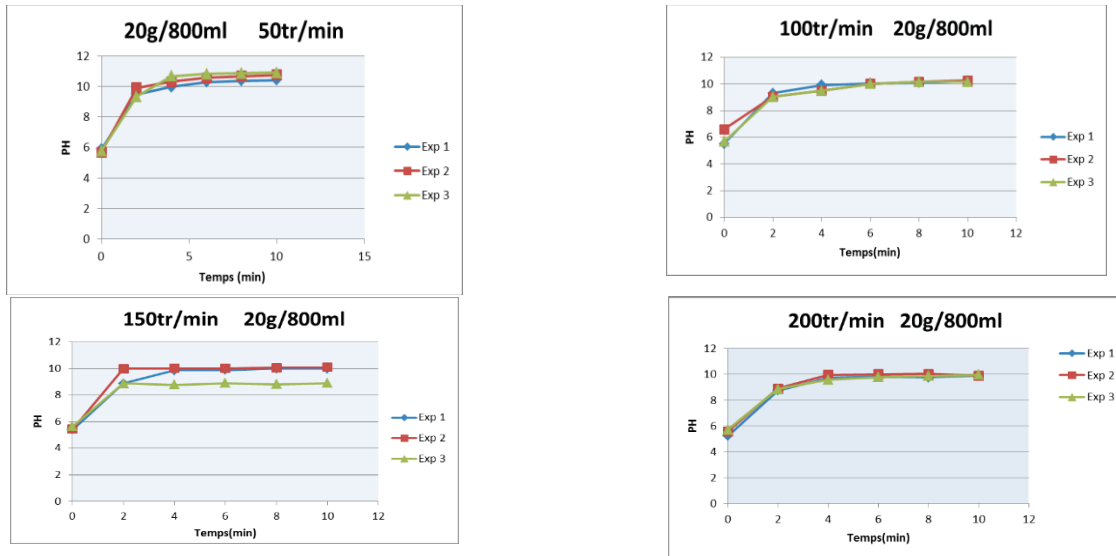 20g/800ml 50tr/min
12
10
8
6
4
2
0
PH
0 5 10 15
Temps (min)
Exp 1
Exp 2
Exp 3
100tr/min 20g/800ml
12
10
8
6
4
2
0
PH
0 2 4 6 8 10 12
Temps(min)
Exp 1
Exp 2
Exp 3
150tr/min 20g/800ml
12
10
8
6
4
2
0
PH
0 2 4 6 8 10 12
Temps(min)
Exp 1
Exp 2
Exp 3
200tr/min 20g/800ml
12
10
8
6
4
2
0
PH
0 2 4 6 8 10 12
Temps(min)
Exp 1
Exp 2
Exp 3